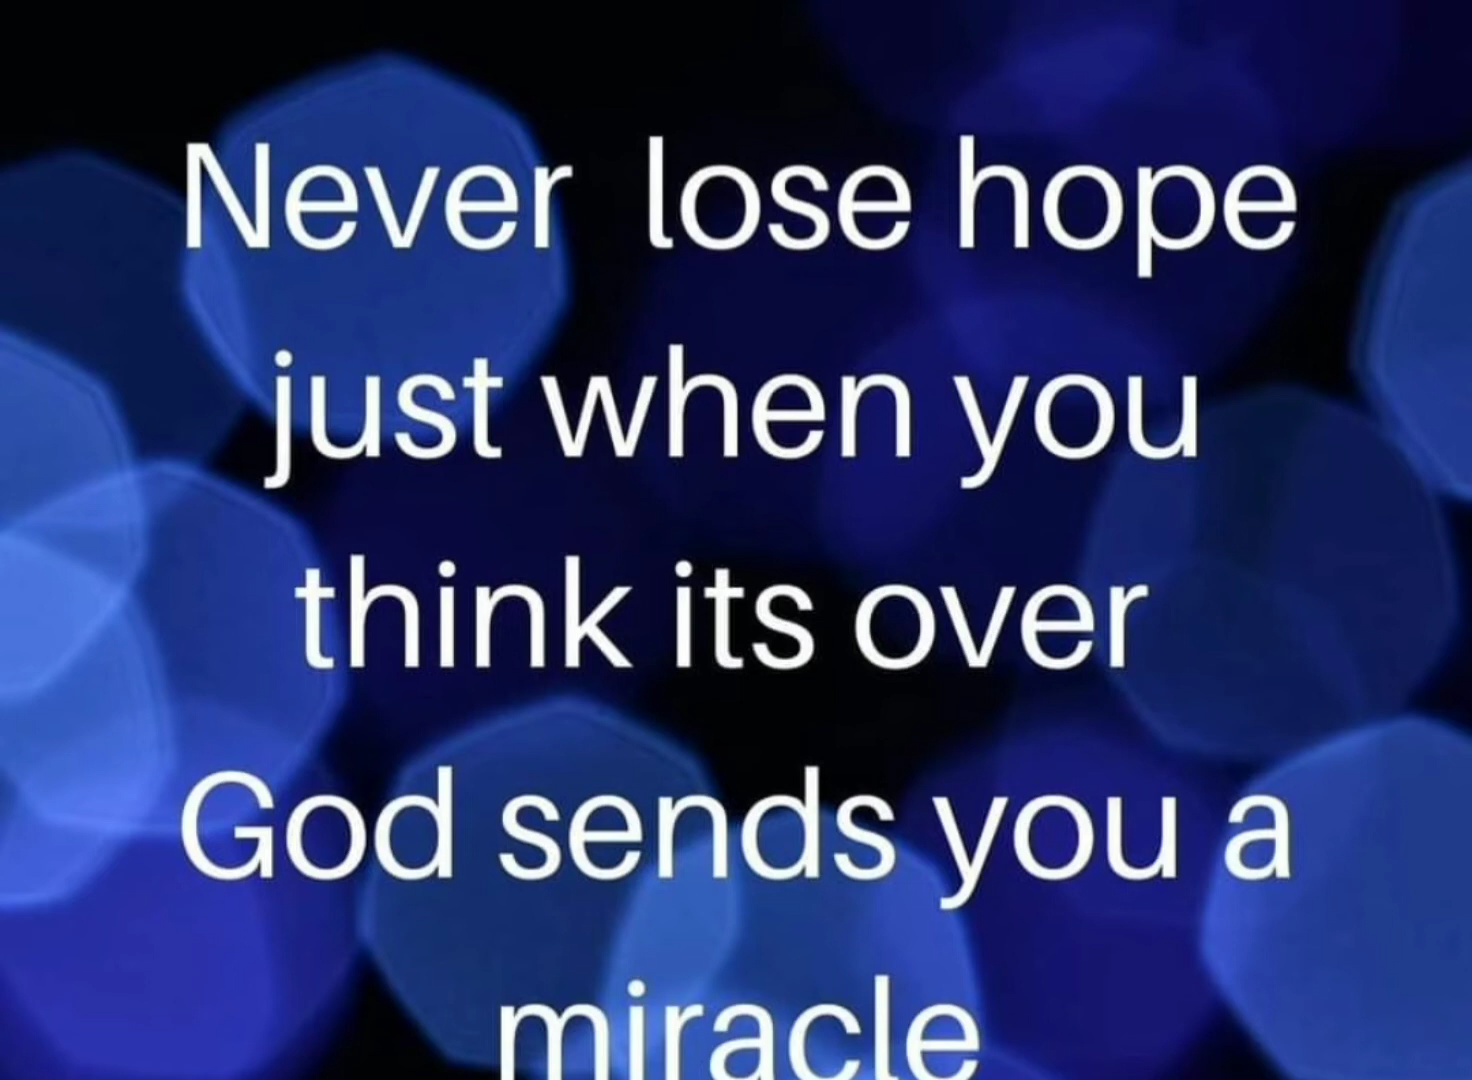 Never lose hope
just when you
think its over
God sends you a
miracle